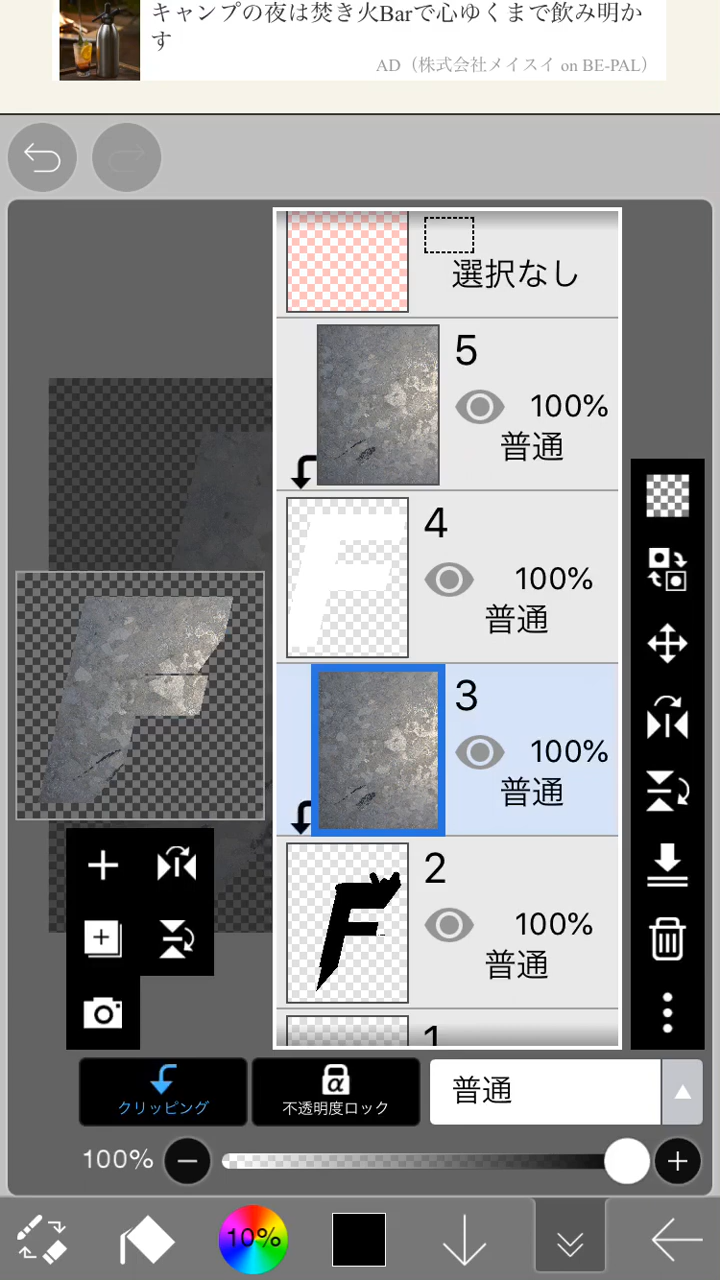 キャンプの夜は焚き火Barで心ゆくまで飲み明か
す
AD（株式会社メイスイ on BE-PAL）
選択なし
5
100%
普通
4
100%
普通
3
100%
普通
2
100%
普通
1
クリッピング
α
不透明度ロック
普通
100%
10%